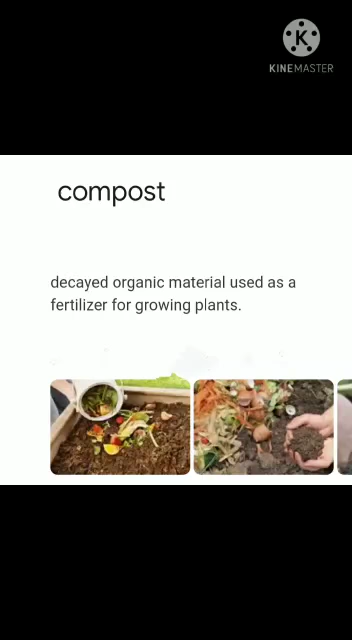 K
KINEMASTER
compost
decayed organic material used as a
fertilizer for growing plants.